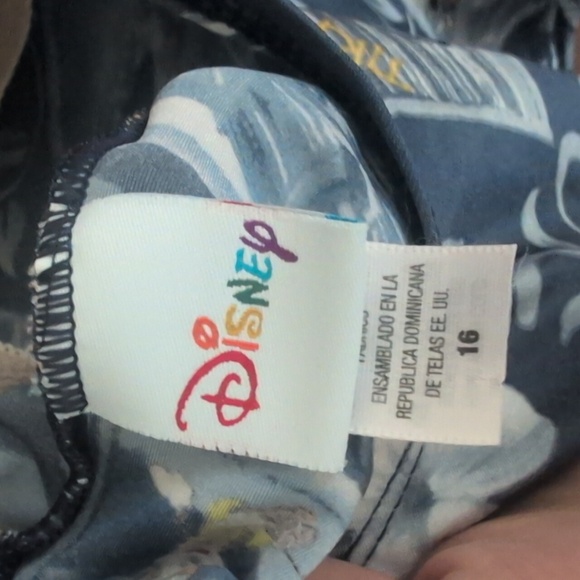 DISNEY
ENSAMBLADO EN LA
REPUBLICA DOMINICANA
DE TELAS EE. UU.
16